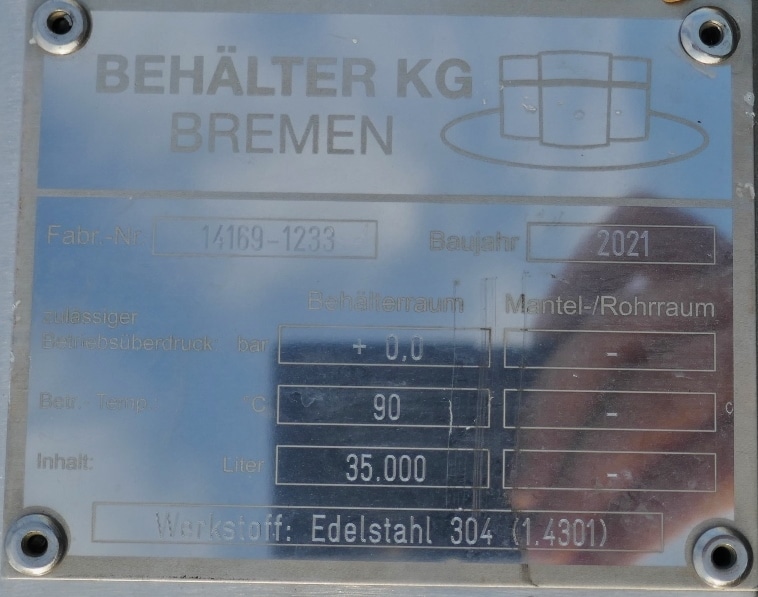 BEHÄLTER KG
BREMEN
Fabr.-Nr. 14169-1233 Baujahr 2021
Behälterraum Mantel-/Rohrraum
zulässiger
Betriebsüberdruck bar + 0,0 -
Betr. Temp. °C 90 -
Inhalt: Liter 35.000 -
Werkstoff: Edelstahl 304 (1.4301)